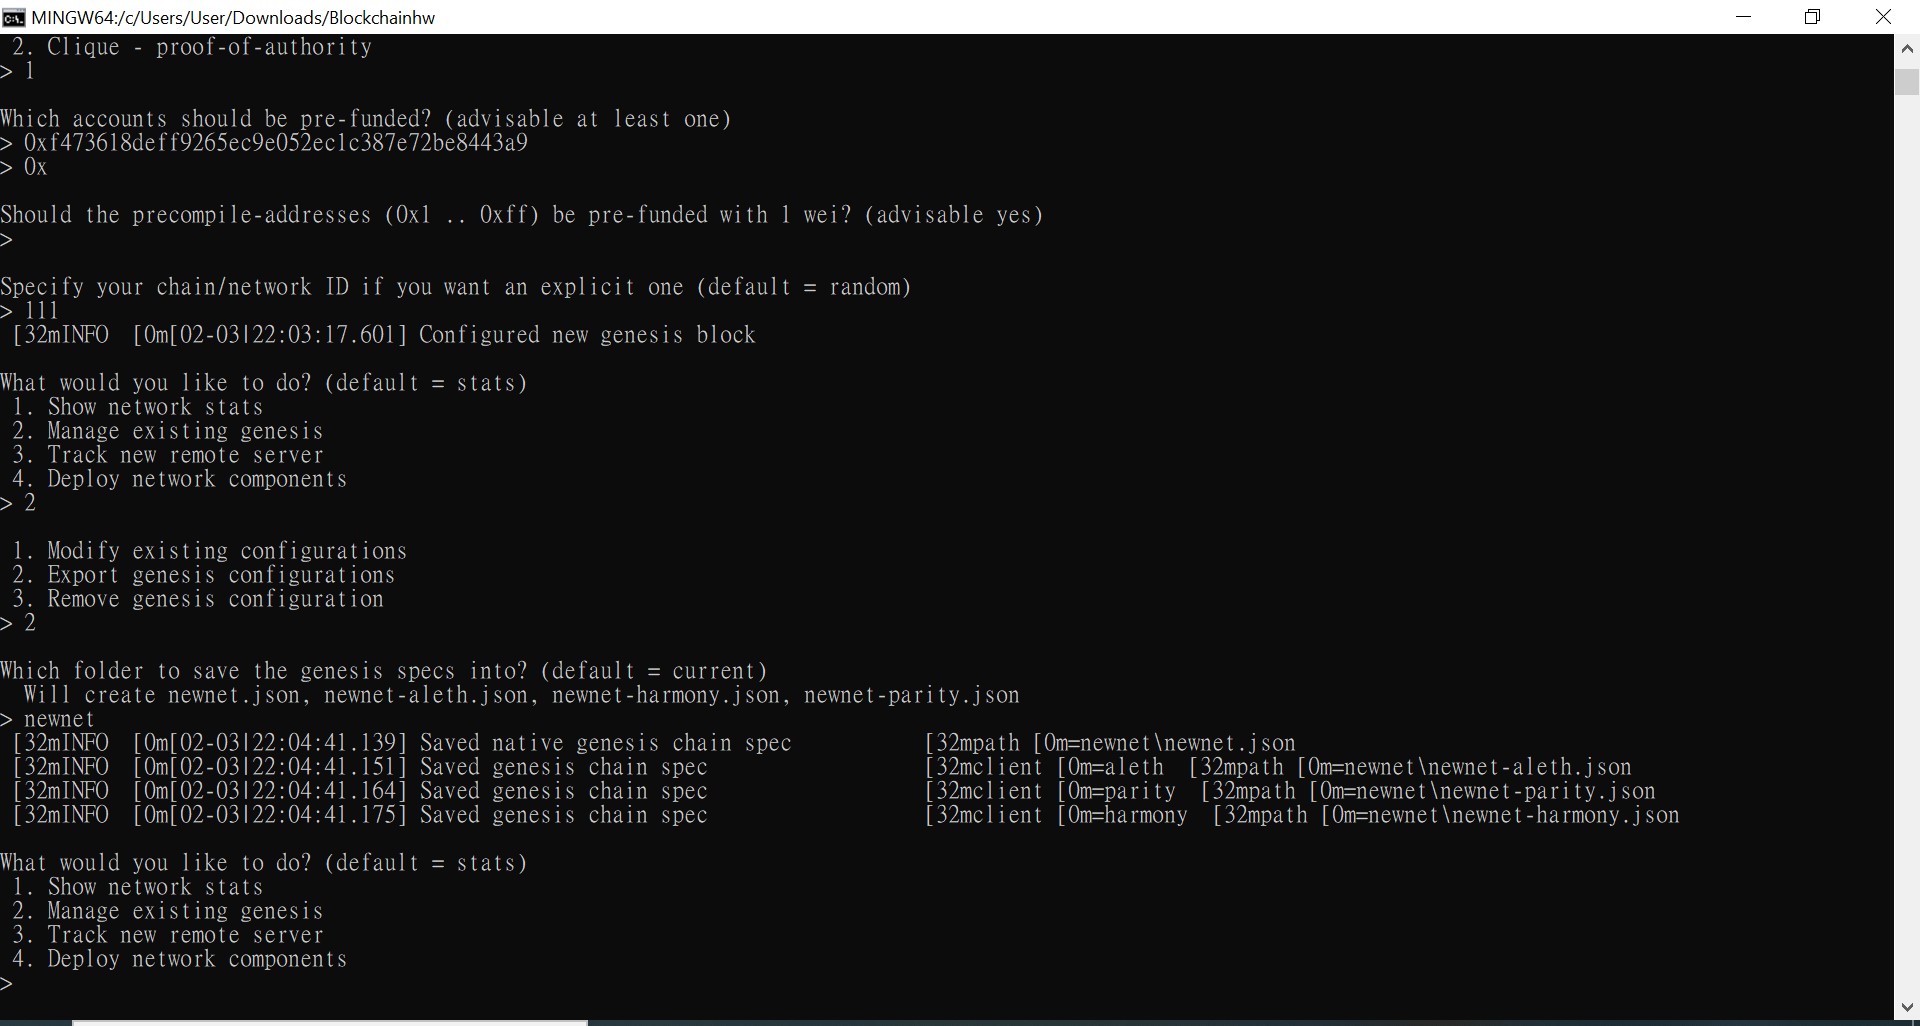 MINGW64:/c/Users/User/Downloads/Blockchainhw
2. Clique - proof-of-authority
> 1
Which accounts should be pre-funded? (advisable at least one)
> 0xf473618deff9265ec9e052ec1c387e72be8443a9
> 0x
Should the precompile-addresses (0x1 .. 0xff) be pre-funded with 1 wei? (advisable yes)
>
Specify your chain/network ID if you want an explicit one (default = random)
> 111
[32mINFO [0m[02-03|22:03:17.601] Configured new genesis block
What would you like to do? (default = stats)
1. Show network stats
2. Manage existing genesis
3. Track new remote server
4. Deploy network components
> 2
1. Modify existing configurations
2. Export genesis configurations
3. Remove genesis configuration
> 2
Which folder to save the genesis specs into? (default = current)
Will create newnet.json, newnet-aleth.json, newnet-harmony.json, newnet-parity.json
> newnet
[32mINFO [0m[02-03|22:04:41.139] Saved native genesis chain spec [32mpath [0m=newnet\newnet.json
[32mINFO [0m[02-03|22:04:41.151] Saved genesis chain spec [32mclient [0m=aleth [32mpath [0m=newnet\newnet-aleth.json
[32mINFO [0m[02-03|22:04:41.164] Saved genesis chain spec [32mclient [0m=parity [32mpath [0m=newnet\newnet-parity.json
[32mINFO [0m[02-03|22:04:41.175] Saved genesis chain spec [32mclient [0m=harmony [32mpath [0m=newnet\newnet-harmony.json
What would you like to do? (default = stats)
1. Show network stats
2. Manage existing genesis
3. Track new remote server
4. Deploy network components
>